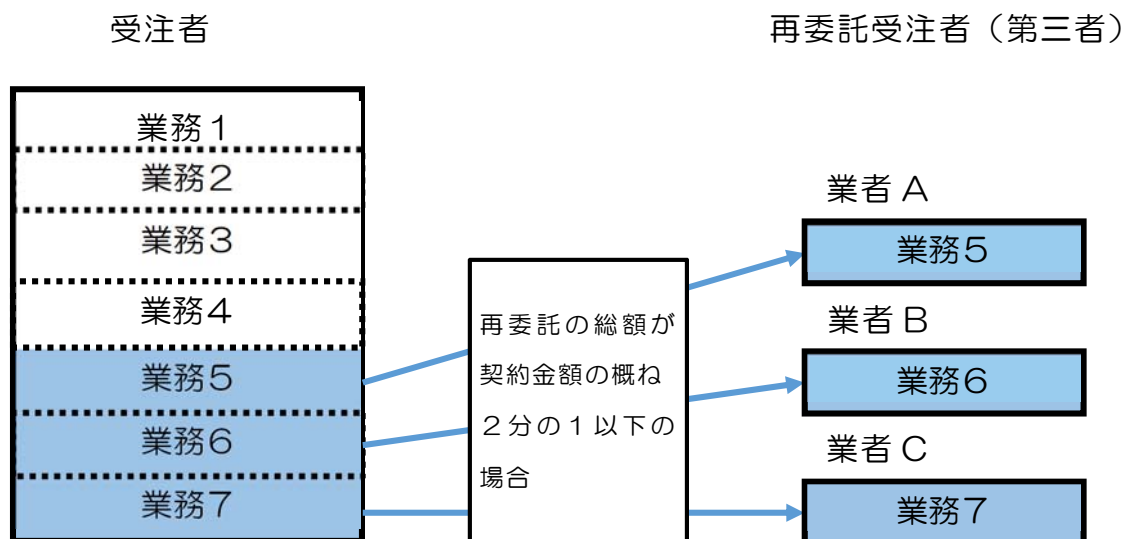 受注者
再委託受注者（第三者）
業務１
業務２
業務３
業務４
業務５
業務６
業務７
再委託の総額が
契約金額の概ね
２分の１以下の
場合
業者 A
業務５
業者 B
業務６
業者 C
業務７